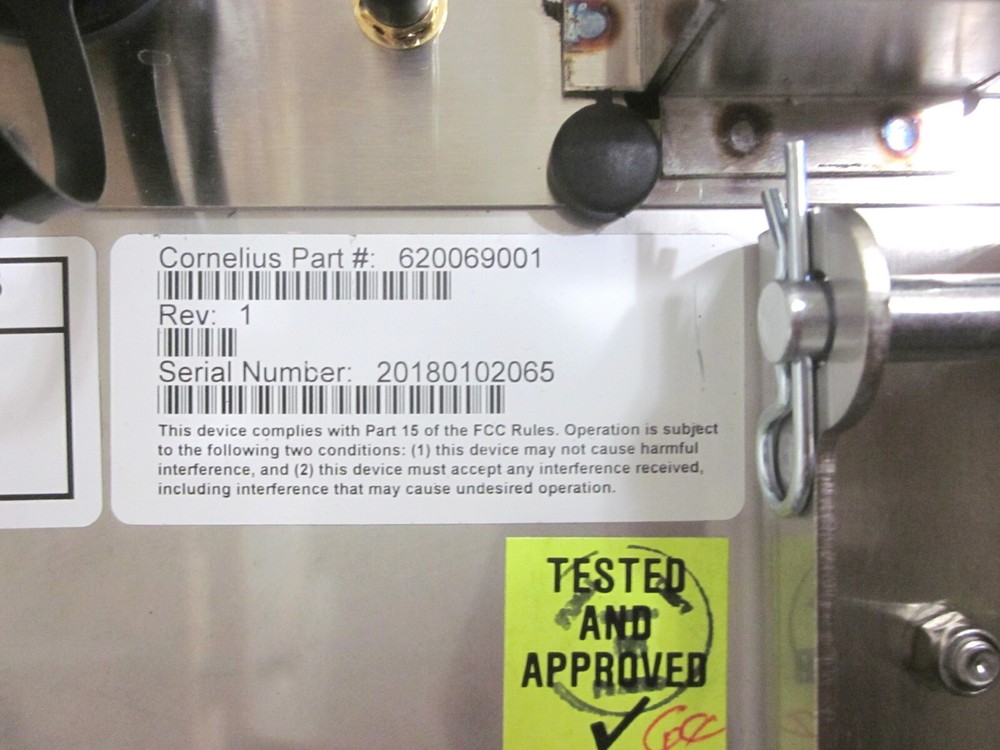 Cornelius Part #: 620069001
Rev: 1
Serial Number: 20180102065
This device complies with Part 15 of the FCC Rules. Operation is subject
to the following two conditions: (1) this device may not cause harmful
interference, and (2) this device must accept any interference received,
including interference that may cause undesired operation.
TESTED
AND
APPROVED